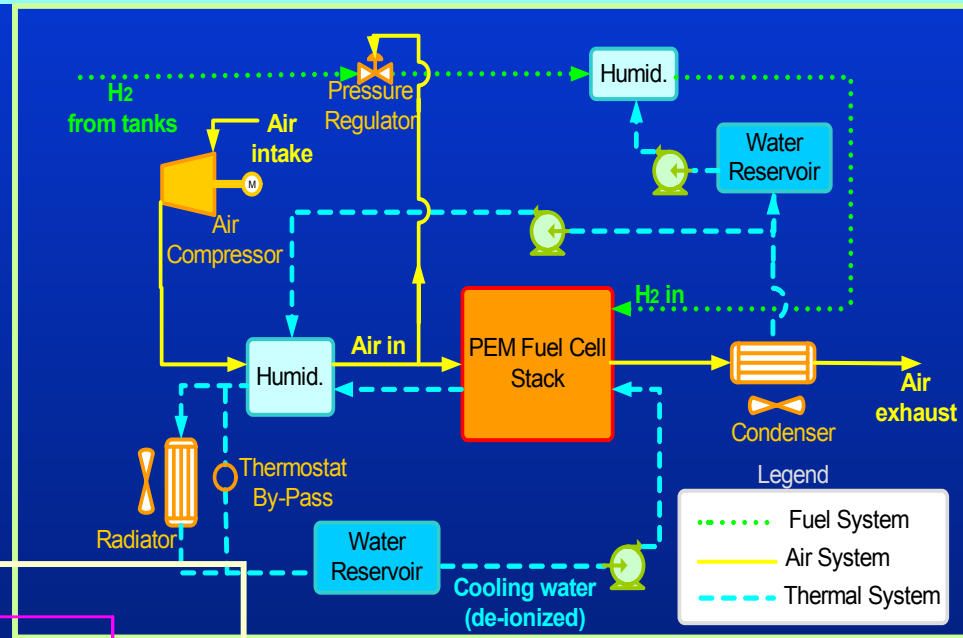 H2
from tanks
Pressure
Regulator
Humid.
Air
intake
M
Air
Compressor
Water
Reservoir
H2 in
Air in
Humid.
PEM Fuel Cell
Stack
Air
exhaust
Condenser
Thermostat
By-Pass
Radiator
Water
Reservoir
Cooling water
(de-ionized)
Legend
Fuel System
Air System
Thermal System